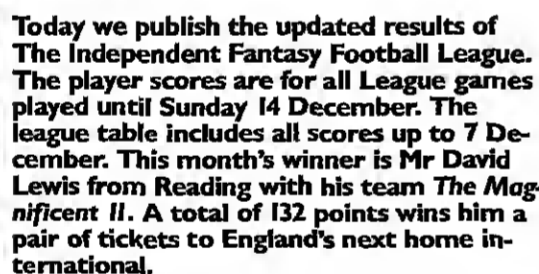 Today we publish the updated results of
The Independent Fantasy Football League.
The player scores are for all League games
played until Sunday 14 December. The
league table includes all scores up to 7 De-
cember. This month's winner is Mr David
Lewis from Reading with his team The Mag-
nificent 11. A total of 132 points wins him a
pair of tickets to England's next home in-
ternational.